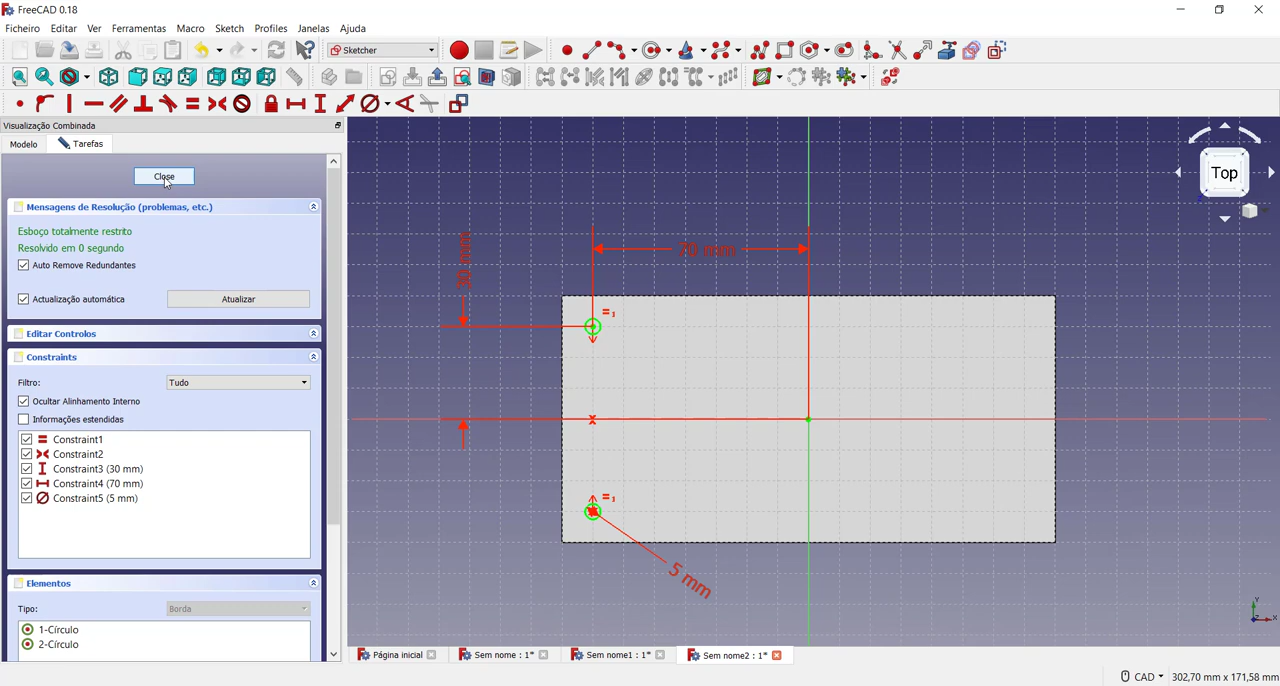 FreeCAD 0.18
Ficheiro Editar Ver Ferramentas Macro Sketch Profiles Janelas Ajuda
Sketcher
Visualização Combinada
Modelo Tarefas
Close
Mensagens de Resolução (problemas, etc.)
Esboço totalmente restrito
Resolvido em 0 segundo
Auto Remove Redundantes
Actualização automática Atualizar
Editar Controlos
Constraints
Filtro: Tudo
Ocultar Alinhamento Interno
Informações estendidas
Constraint1
Constraint2
Constraint3 (30 mm)
Constraint4 (70 mm)
Constraint5 (5 mm)
Elementos
Tipo: Borda
1-Círculo
2-Círculo
30 mm
70 mm
5 mm
Top
Y
X
Z
Página inicial Sem nome : 1* Sem nome1 : 1* Sem nome2 : 1*
CAD 302,70 mm x 171,58 mm